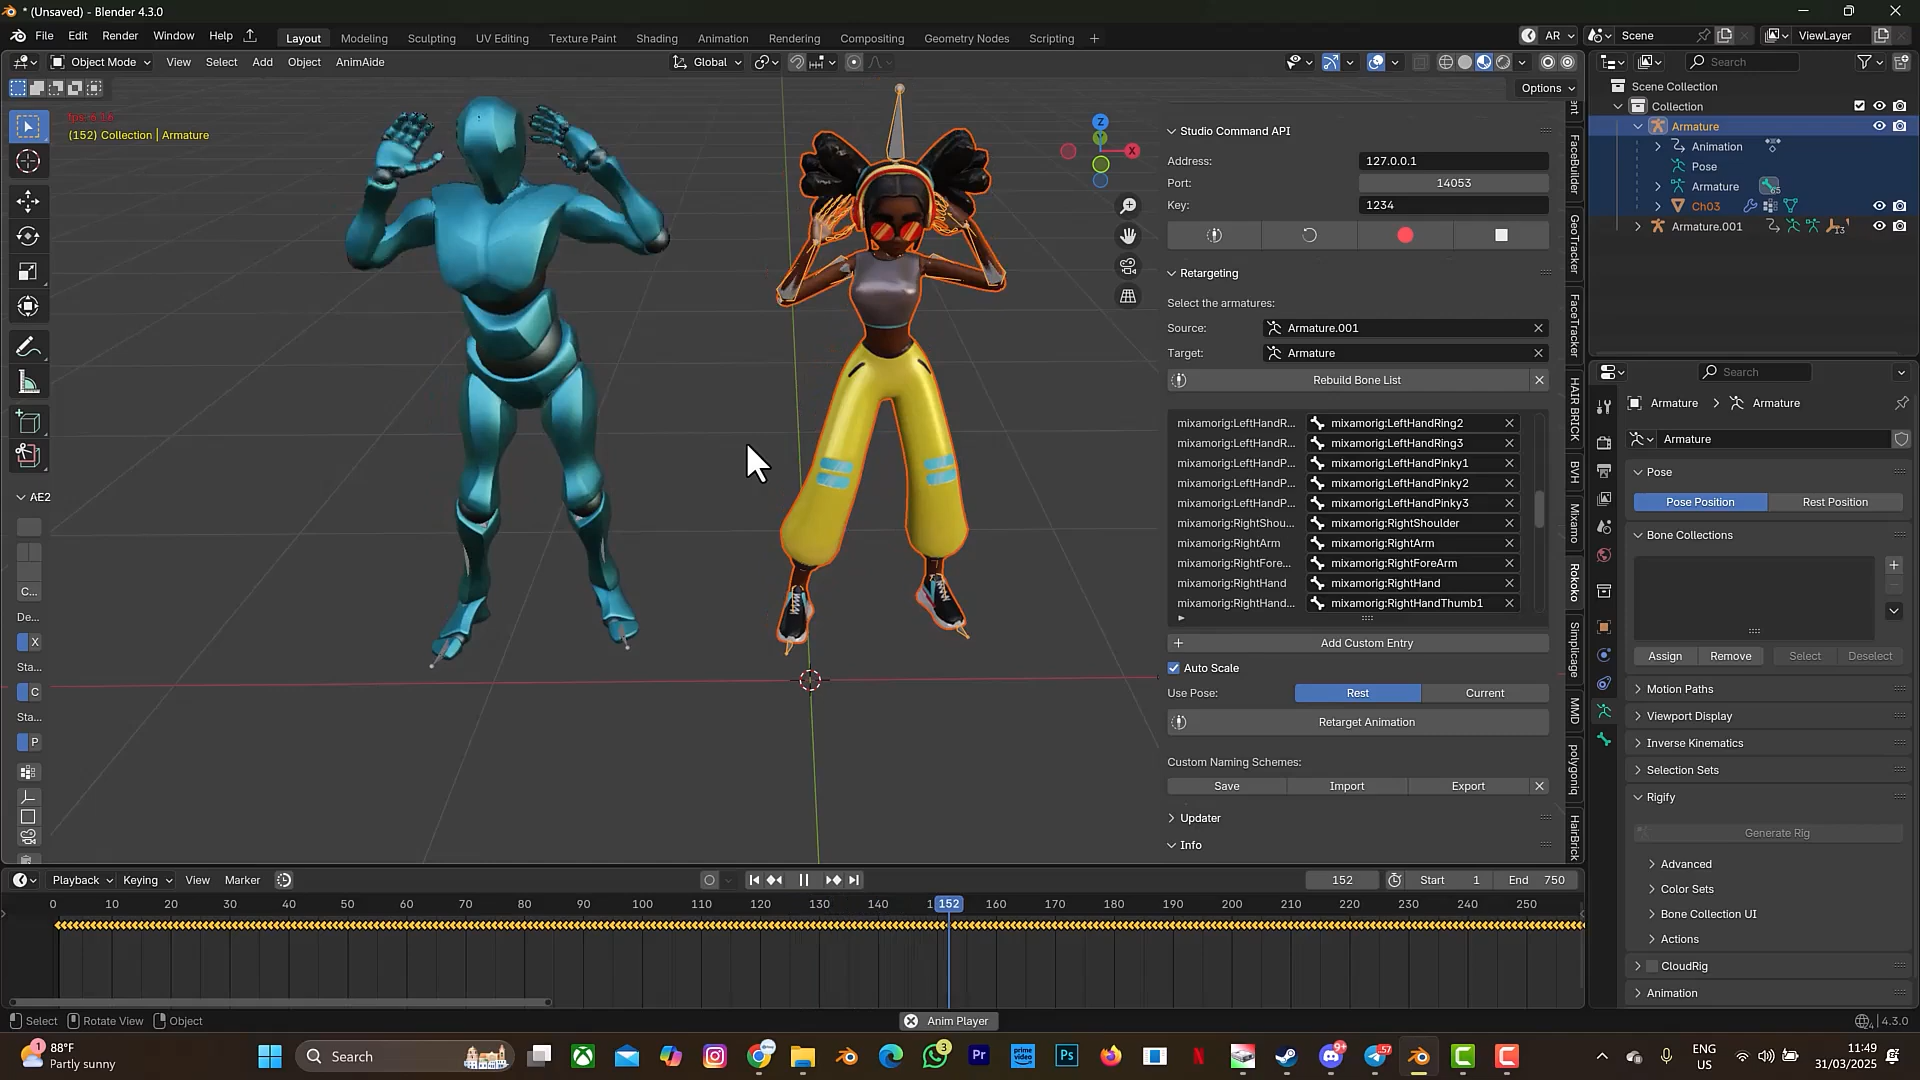 * (Unsaved) - Blender 4.3.0
File Edit Render Window Help
Layout Modeling Sculpting UV Editing Texture Paint Shading Animation Rendering Compositing Geometry Nodes Scripting +
AR Scene ViewLayer
Object Mode View Select Add Object AnimAide
Global
Search
Options
(152) Collection | Armature
Z
X
Scene Collection
Collection
Armature
Animation
Pose
Armature
Ch03
Armature.001
13
Studio Command API
Address: 127.0.0.1
Port: 14053
Key: 1234
Retargeting
Select the armatures:
Source: Armature.001
Target: Armature
Rebuild Bone List
mixamorig:LeftHandR... mixamorig:LeftHandRing2
mixamorig:LeftHandR... mixamorig:LeftHandRing3
mixamorig:LeftHandP... mixamorig:LeftHandPinky1
mixamorig:LeftHandP... mixamorig:LeftHandPinky2
mixamorig:LeftHandP... mixamorig:LeftHandPinky3
mixamorig:RightShou... mixamorig:RightShoulder
mixamorig:RightArm mixamorig:RightArm
mixamorig:RightFore... mixamorig:RightForeArm
mixamorig:RightHand mixamorig:RightHand
mixamorig:RightHand... mixamorig:RightHandThumb1
Add Custom Entry
Auto Scale
Use Pose: Rest Current
Retarget Animation
Custom Naming Schemes:
Save Import Export
Updater
Info
FaceBuilder
GeoTracker
FaceTracker
HAIR BRICK
BVH
Mixamo
Rokoko
Simplicage
MMD
polygoniq
HairBrick
AE2
C...
De...
X
Sta...
C
Sta...
P
Search
Armature > Armature
Armature
Pose
Pose Position Rest Position
Bone Collections
Assign Remove Select Deselect
Motion Paths
Viewport Display
Inverse Kinematics
Selection Sets
Rigify
Generate Rig
Advanced
Color Sets
Bone Collection UI
Actions
CloudRig
Animation
Playback Keying View Marker
152 Start 1 End 750
0 10 20 30 40 50 60 70 80 90 100 110 120 130 140 152 160 170 180 190 200 210 220 230 240 250
Select Rotate View Object
Anim Player
4.3.0
88°F
Partly sunny
Search
ENG
US
11:49
31/03/2025